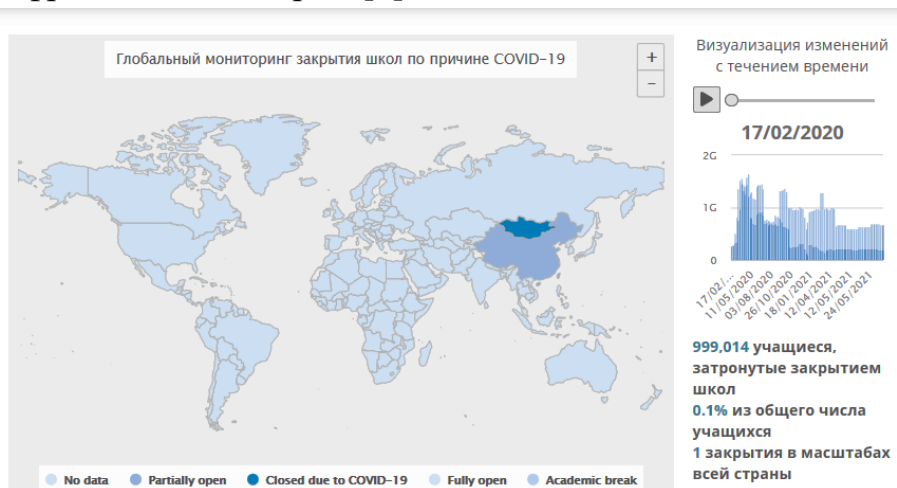 Глобальный мониторинг закрытия школ по причине COVID-19
+
−
No data
Partially open
Closed due to COVID-19
Fully open
Academic break
Визуализация изменений
с течением времени
17/02/2020
2G
1G
0
17/02/...
11/05/2020
03/08/2020
26/10/2020
18/01/2021
12/04/2021
12/05/2021
24/05/2021
999,014 учащиеся,
затронутые закрытием
школ
0.1% из общего числа
учащихся
1 закрытия в масштабах
всей страны